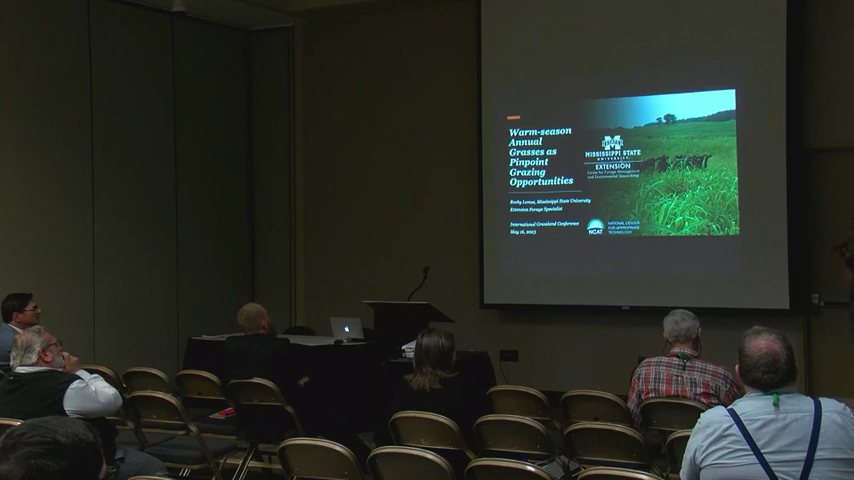 Warm-season
Annual
Grasses as
Pinpoint
Grazing
Opportunities
Rocky Lemus, Mississippi State University
Extension Forage Specialist
International Grassland Conference
May 16, 2023
MISSISSIPPI STATE
UNIVERSITY
EXTENSION
Center for Forage Management
and Environmental Stewardship
NCAT
NATIONAL CENTER
FOR APPROPRIATE
TECHNOLOGY